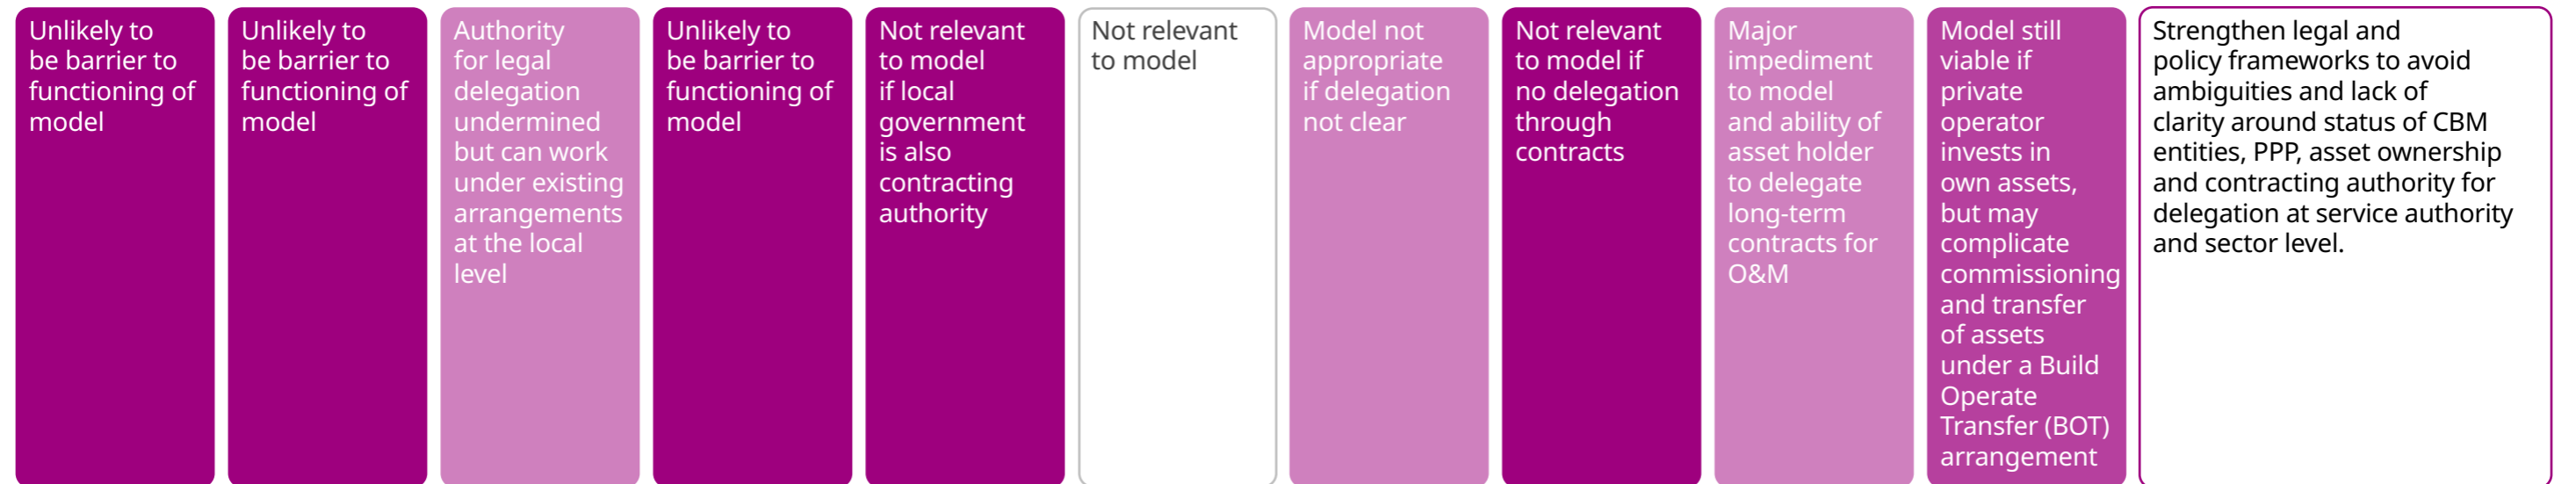 Unlikely to
be barrier to
functioning of
model
Unlikely to
be barrier to
functioning of
model
Authority
for legal
delegation
undermined
but can work
under existing
arrangements
at the local
level
Unlikely to
be barrier to
functioning of
model
Not relevant
to model
if local
government
is also
contracting
authority
Not relevant
to model
Model not
appropriate
if delegation
not clear
Not relevant
to model if
no delegation
through
contracts
Major
impediment
to model
and ability of
asset holder
to delegate
long-term
contracts for
O&M
Model still
viable if
private
operator
invests in
own assets,
but may
complicate
commissioning
and transfer
of assets
under a Build
Operate
Transfer (BOT)
arrangement
Strengthen legal and
policy frameworks to avoid
ambiguities and lack of
clarity around status of CBM
entities, PPP, asset ownership
and contracting authority for
delegation at service authority
and sector level.